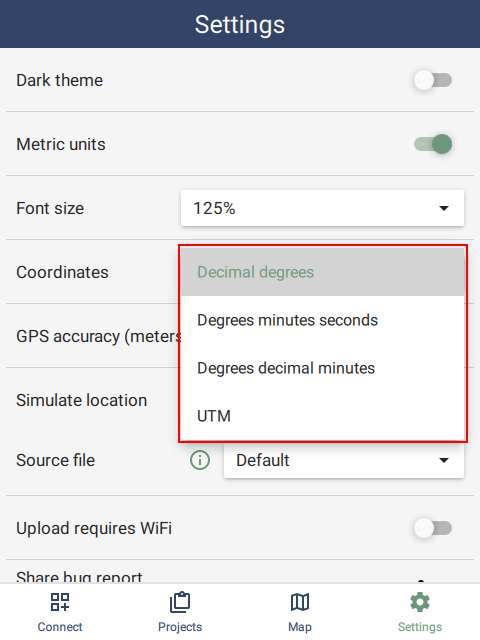 Settings
Dark theme
Metric units
Font size 125%
Coordinates Decimal degrees
Degrees minutes seconds
GPS accuracy (meters
Degrees decimal minutes
Simulate location
UTM
Source file Default
Upload requires WiFi
Share bug report
Connect Projects Map Settings